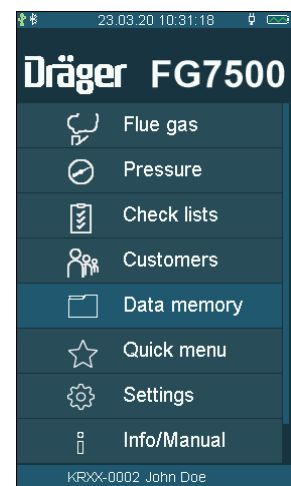 23.03.20 10:31:18
Dräger FG7500
Flue gas
Pressure
Check lists
Customers
Data memory
Quick menu
Settings
Info/Manual
KRXX-0002 John Doe